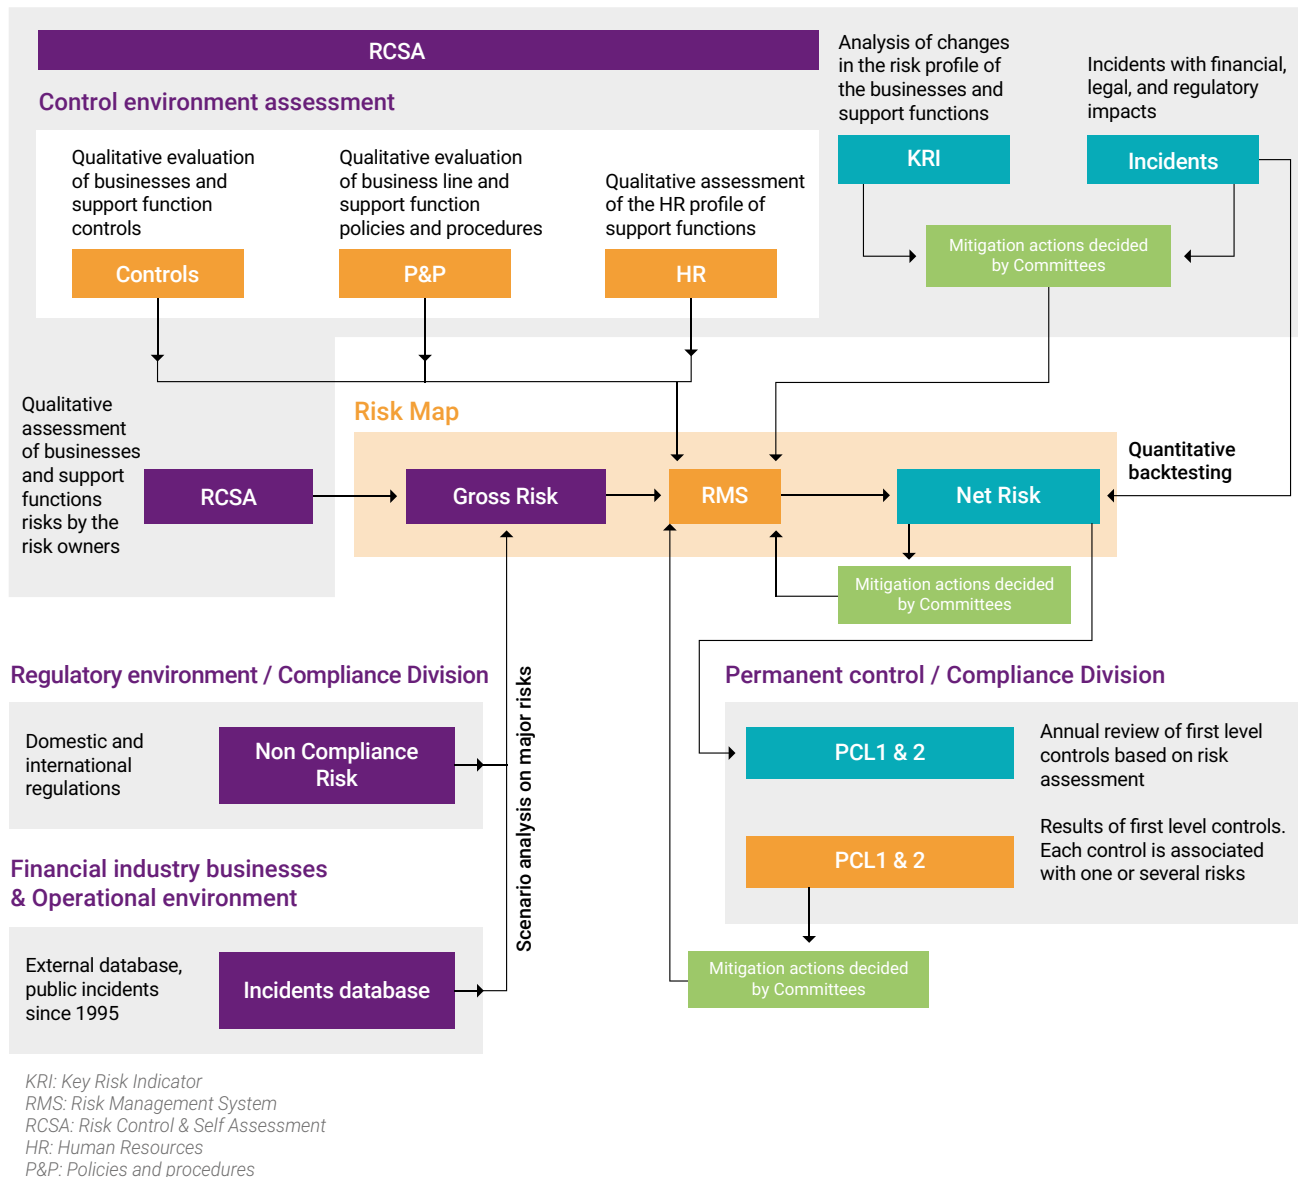 RCSA
Control environment assessment
Qualitative evaluation
of businesses and
support function
controls
Controls
Qualitative evaluation
of business line and
support function
policies and procedures
P&P
Qualitative assessment
of the HR profile of
support functions
HR
Analysis of changes
in the risk profile of
the businesses and
support functions
KRI
Incidents with financial,
legal, and regulatory
impacts
Incidents
Mitigation actions decided
by Committees
Qualitative
assessment
of businesses
and support
functions
risks by the
risk owners
RCSA
Risk Map
Gross Risk
RMS
Net Risk
Quantitative
backtesting
Mitigation actions decided
by Committees
Regulatory environment / Compliance Division
Domestic and
international
regulations
Non Compliance
Risk
Scenario analysis on major risks
Financial industry businesses
& Operational environment
External database,
public incidents
since 1995
Incidents database
Permanent control / Compliance Division
PCL1 & 2
Annual review of first level
controls based on risk
assessment
PCL1 & 2
Results of first level controls.
Each control is associated
with one or several risks
Mitigation actions decided
by Committees
KRI: Key Risk Indicator
RMS: Risk Management System
RCSA: Risk Control & Self Assessment
HR: Human Resources
P&P: Policies and procedures